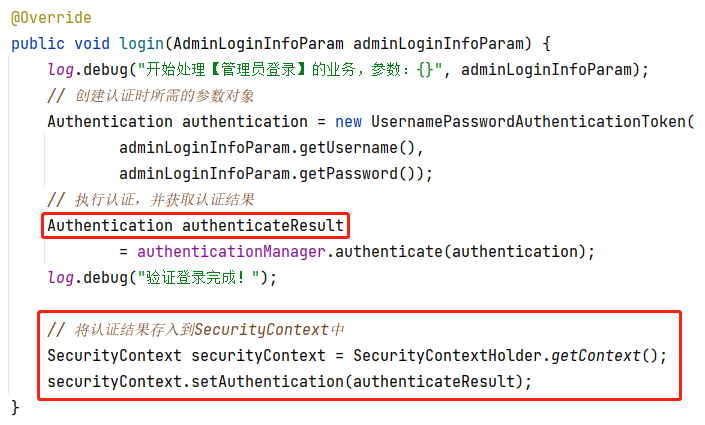 @Override
public void login(AdminLoginInfoParam adminLoginInfoParam) {
log.debug("开始处理【管理员登录】的业务，参数：{}", adminLoginInfoParam);
// 创建认证时所需的参数对象
Authentication authentication = new UsernamePasswordAuthenticationToken(
adminLoginInfoParam.getUsername(),
adminLoginInfoParam.getPassword());
// 执行认证，并获取认证结果
Authentication authenticateResult
= authenticationManager.authenticate(authentication);
log.debug("验证登录完成！");
// 将认证结果存入到SecurityContext中
SecurityContext securityContext = SecurityContextHolder.getContext();
securityContext.setAuthentication(authenticateResult);
}